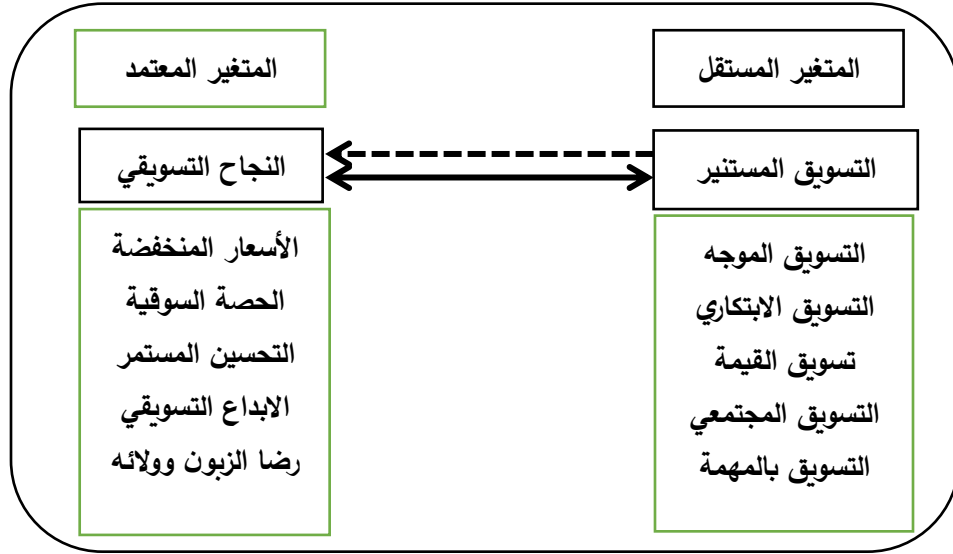 المتغير المستقل
المتغير المعتمد
التسويق المستنير
النجاح التسويقي
التسويق الموجه
التسويق الابتكاري
تسويق القيمة
التسويق المجتمعي
التسويق بالمهمة
الأسعار المنخفضة
الحصة السوقية
التحسين المستمر
الابداع التسويقي
رضا الزبون وولائه